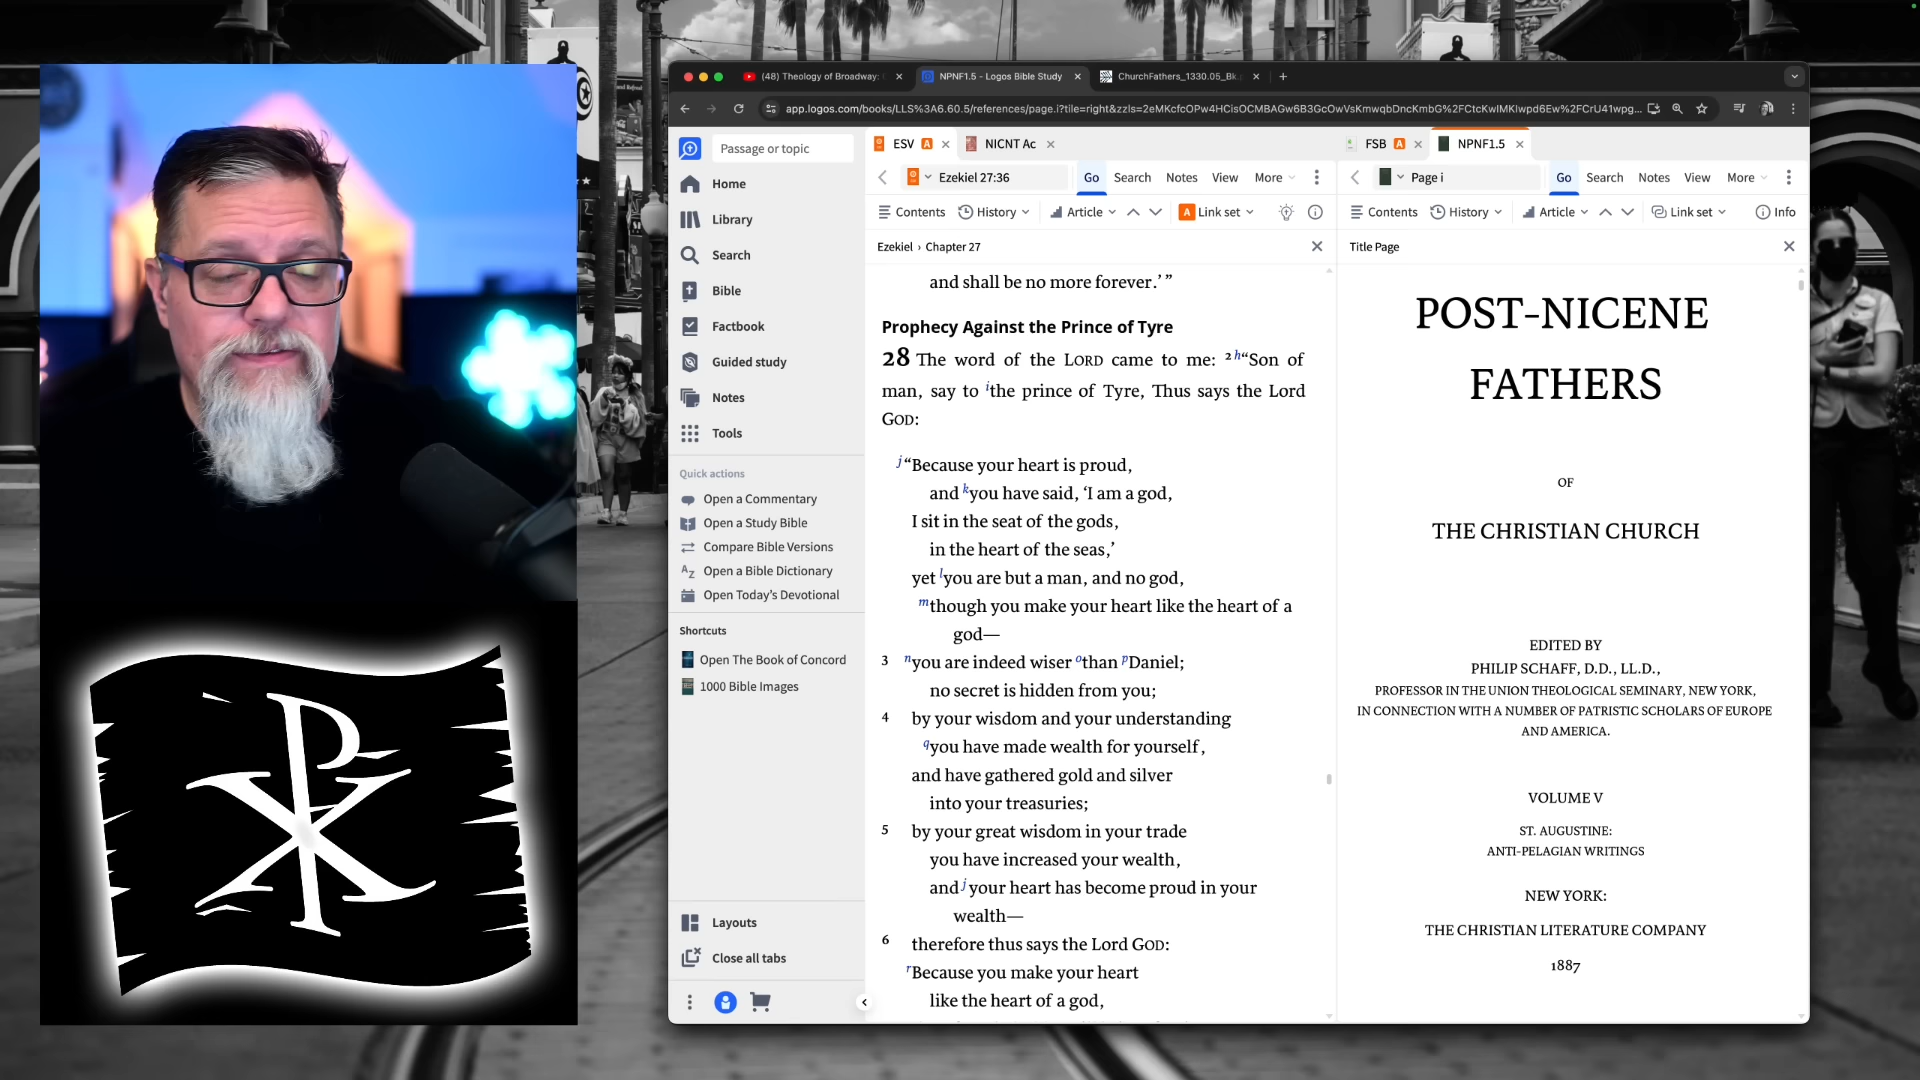 (48) Theology of Broadway:
NPNF1.5 - Logos Bible Study
ChurchFathers_1330.05_Bk
app.logos.com/books/LLS%3A6.60.5/references/page.i?tile=right&zzls=2eMKcfcOPw4HCisOCMBAGw6B3GcOwVsKmwqbDncKmbG%2FCtcKwlMKlwpd6Ew%2FCrU41wpg...
Passage or topic
Home
Library
Search
Bible
Factbook
Guided study
Notes
Tools
Quick actions
Open a Commentary
Open a Study Bible
Compare Bible Versions
Open a Bible Dictionary
Open Today’s Devotional
Shortcuts
Open The Book of Concord
1000 Bible Images
Layouts
Close all tabs
ESV A
NICNT Ac
Ezekiel 27:36
Go Search Notes View More
Contents History Article A Link set
Ezekiel › Chapter 27
and shall be no more forever.’ ”
Prophecy Against the Prince of Tyre
28 The word of the LORD came to me: 2 h“Son of
man, say to i the prince of Tyre, Thus says the Lord
GOD:
j “Because your heart is proud,
and k you have said, ‘I am a god,
I sit in the seat of the gods,
in the heart of the seas,’
yet l you are but a man, and no god,
m though you make your heart like the heart of a
god—
3 n you are indeed wiser o than p Daniel;
no secret is hidden from you;
4 by your wisdom and your understanding
q you have made wealth for yourself,
and have gathered gold and silver
into your treasuries;
5 by your great wisdom in your trade
you have increased your wealth,
and j your heart has become proud in your
wealth—
6 therefore thus says the Lord GOD:
r Because you make your heart
like the heart of a god,
FSB A
NPNF1.5
Page i
Go Search Notes View More
Contents History Article Link set Info
Title Page
POST-NICENE
FATHERS
OF
THE CHRISTIAN CHURCH
EDITED BY
PHILIP SCHAFF, D.D., LL.D.,
PROFESSOR IN THE UNION THEOLOGICAL SEMINARY, NEW YORK,
IN CONNECTION WITH A NUMBER OF PATRISTIC SCHOLARS OF EUROPE
AND AMERICA.
VOLUME V
ST. AUGUSTINE:
ANTI-PELAGIAN WRITINGS
NEW YORK:
THE CHRISTIAN LITERATURE COMPANY
1887